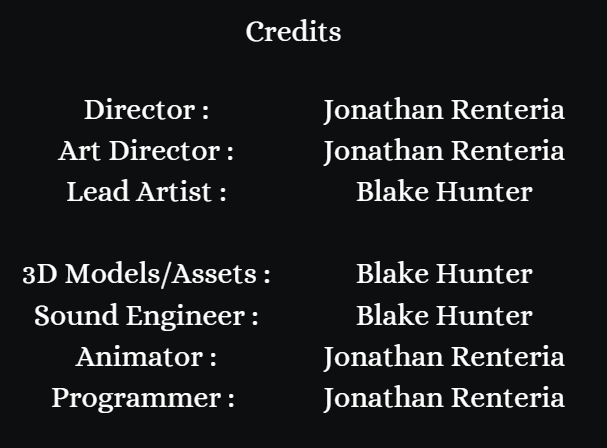 Credits
Director : Jonathan Renteria
Art Director : Jonathan Renteria
Lead Artist : Blake Hunter
3D Models/Assets : Blake Hunter
Sound Engineer : Blake Hunter
Animator : Jonathan Renteria
Programmer : Jonathan Renteria